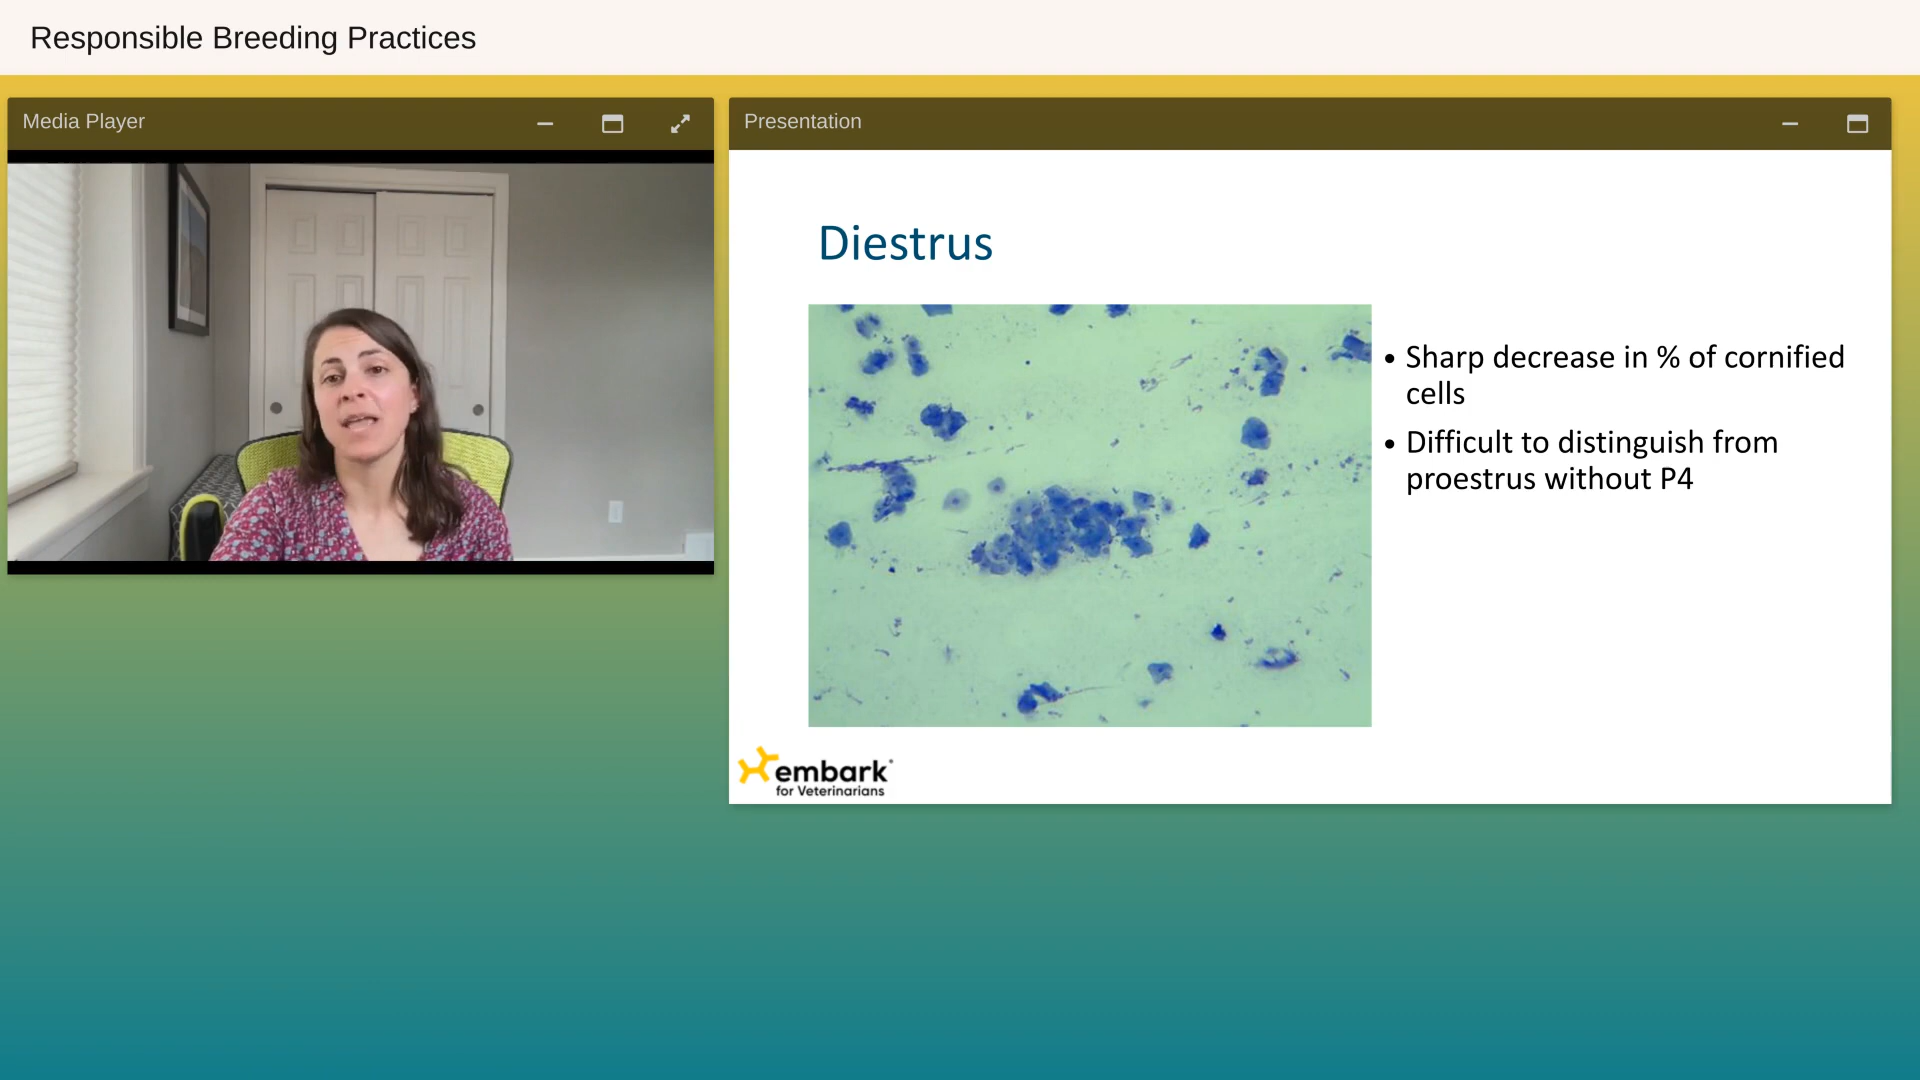 Responsible Breeding Practices
Media Player
Presentation
Diestrus
• Sharp decrease in % of cornified
cells
• Difficult to distinguish from
proestrus without P4
embark
for Veterinarians